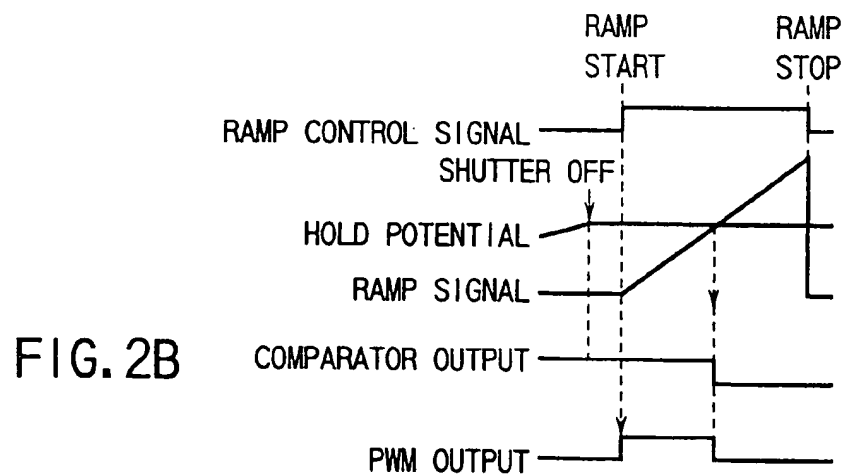 RAMP START
RAMP STOP
RAMP CONTROL SIGNAL
SHUTTER OFF
HOLD POTENTIAL
RAMP SIGNAL
FIG. 2B
COMPARATOR OUTPUT
PWM OUTPUT